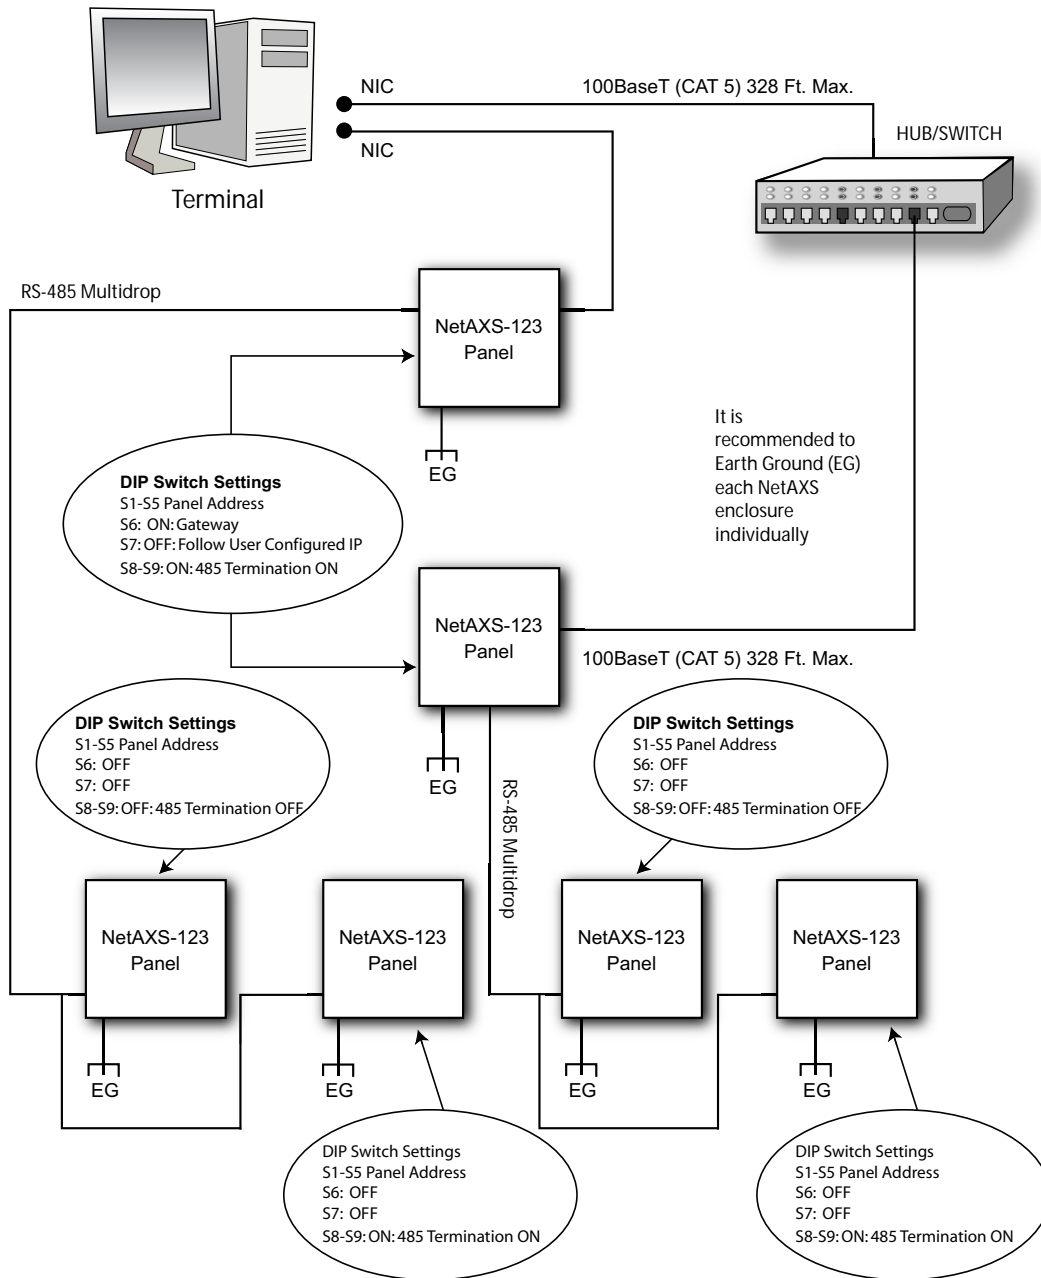 NIC
100BaseT (CAT 5) 328 Ft. Max.
NIC
HUB/SWITCH
Terminal
RS-485 Multidrop
NetAXS-123
Panel
EG
It is
recommended to
Earth Ground (EG)
each NetAXS
enclosure
individually
DIP Switch Settings
S1-S5 Panel Address
S6: ON: Gateway
S7: OFF: Follow User Configured IP
S8-S9: ON: 485 Termination ON
NetAXS-123
Panel
100BaseT (CAT 5) 328 Ft. Max.
EG
RS-485 Multidrop
DIP Switch Settings
S1-S5 Panel Address
S6: OFF
S7: OFF
S8-S9: OFF: 485 Termination OFF
DIP Switch Settings
S1-S5 Panel Address
S6: OFF
S7: OFF
S8-S9: OFF: 485 Termination OFF
NetAXS-123
Panel
NetAXS-123
Panel
NetAXS-123
Panel
NetAXS-123
Panel
EG
EG
EG
EG
DIP Switch Settings
S1-S5 Panel Address
S6: OFF
S7: OFF
S8-S9: ON: 485 Termination ON
DIP Switch Settings
S1-S5 Panel Address
S6: OFF
S7: OFF
S8-S9: ON: 485 Termination ON